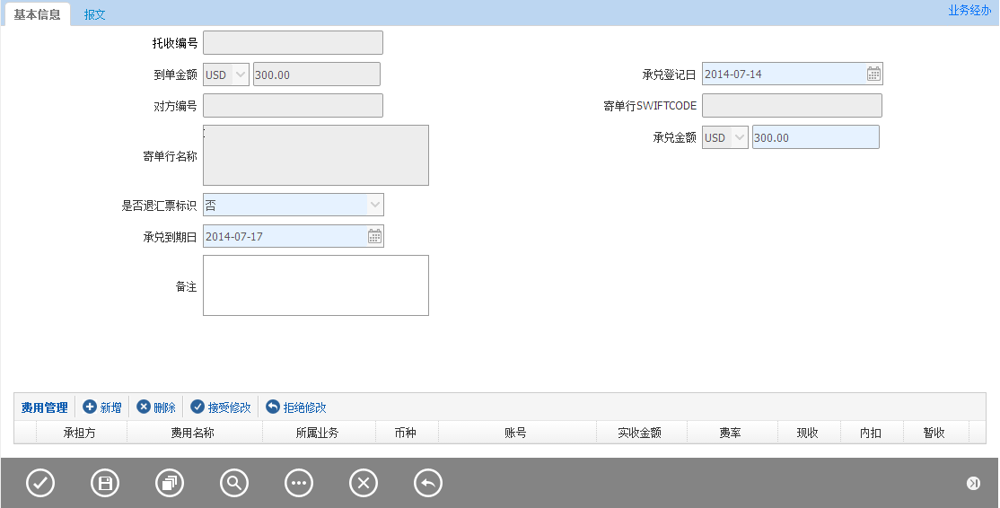 基本信息 报文 业务经办
托收编号
到单金额 USD 300.00 承兑登记日 2014-07-14
对方编号 寄单行SWIFTCODE
承兑金额 USD 300.00
寄单行名称
是否退汇票标识 否
承兑到期日 2014-07-17
备注
费用管理 新增 删除 接受修改 拒绝修改
承担方 费用名称 所属业务 币种 账号 实收金额 费率 现收 内扣 暂收